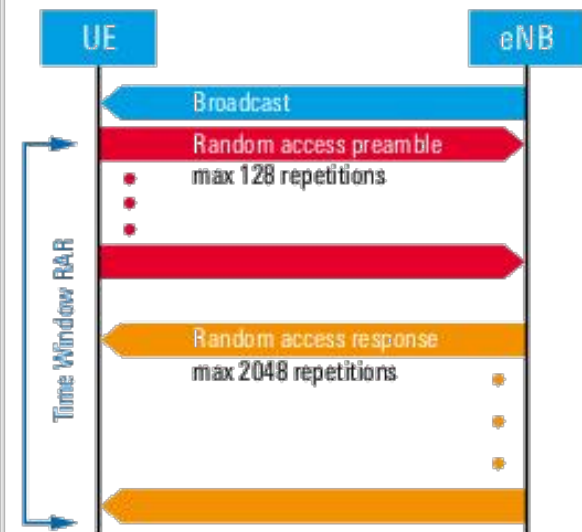 UE
eNB
Broadcast
Random access preamble
max 128 repetitions
Time Window RAR
Random access response
max 2048 repetitions